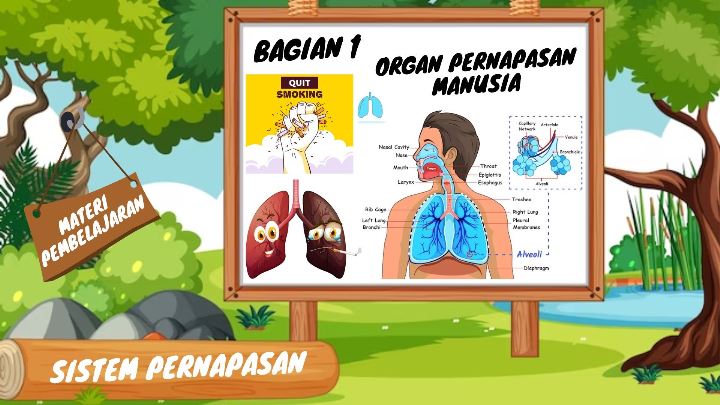 BAGIAN 1
ORGAN PERNAPASAN
MANUSIA
QUIT
SMOKING
MATERI
PEMBELAJARAN
Nasal Cavity
Nose
Mouth
Larynx
Throat
Epiglottis
Esophagus
Capillary
Network
Arteriole
Venule
Bronchiole
Alveoli
Rib Cage
Left Lung
Bronchi
Trachea
Right Lung
Pleural
Membranes
Alveoli
Diaphragm
SISTEM PERNAPASAN